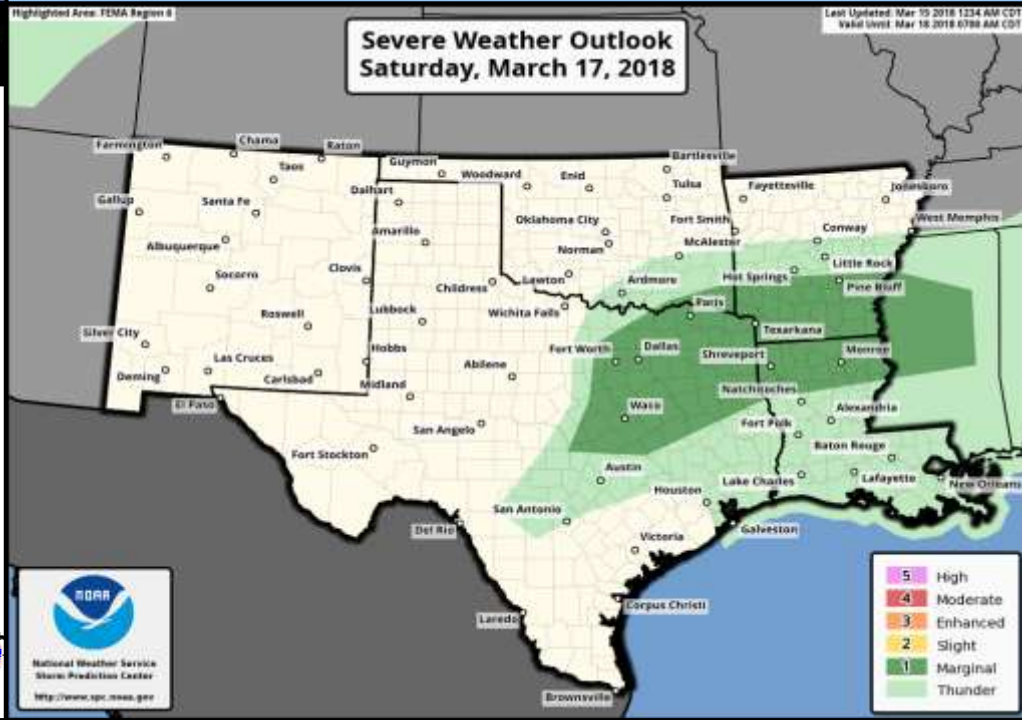 Highlighted Area: FEMA Region 6
Last Updated: Mar 15 2018 1234 AM CDT
Valid Until: Mar 18 2018 0700 AM CDT
Severe Weather Outlook
Saturday, March 17, 2018
Farmington
Chama
Raton
Taos
Guymon
Woodward
Enid
Bartlesville
Tulsa
Fayetteville
Jonesboro
Gallup
Santa Fe
Dalhart
Albuquerque
Amarillo
Oklahoma City
Norman
Fort Smith
McAlester
Conway
West Memphis
Socorro
Clovis
Childress
Lawton
Ardmore
Hot Springs
Little Rock
Pine Bluff
Roswell
Lubbock
Wichita Falls
Paris
Texarkana
Silver City
Las Cruces
Hobbs
Abilene
Fort Worth
Dallas
Shreveport
Monroe
Deming
Carlsbad
Midland
Natchitoches
El Paso
San Angelo
Waco
Fort Polk
Alexandria
Fort Stockton
Austin
Baton Rouge
Lake Charles
Lafayette
New Orleans
Houston
San Antonio
Del Rio
Galveston
Victoria
Laredo
Corpus Christi
Brownsville
NOAA
National Weather Service
Storm Prediction Center
http://www.spc.noaa.gov
5 High
4 Moderate
3 Enhanced
2 Slight
1 Marginal
Thunder